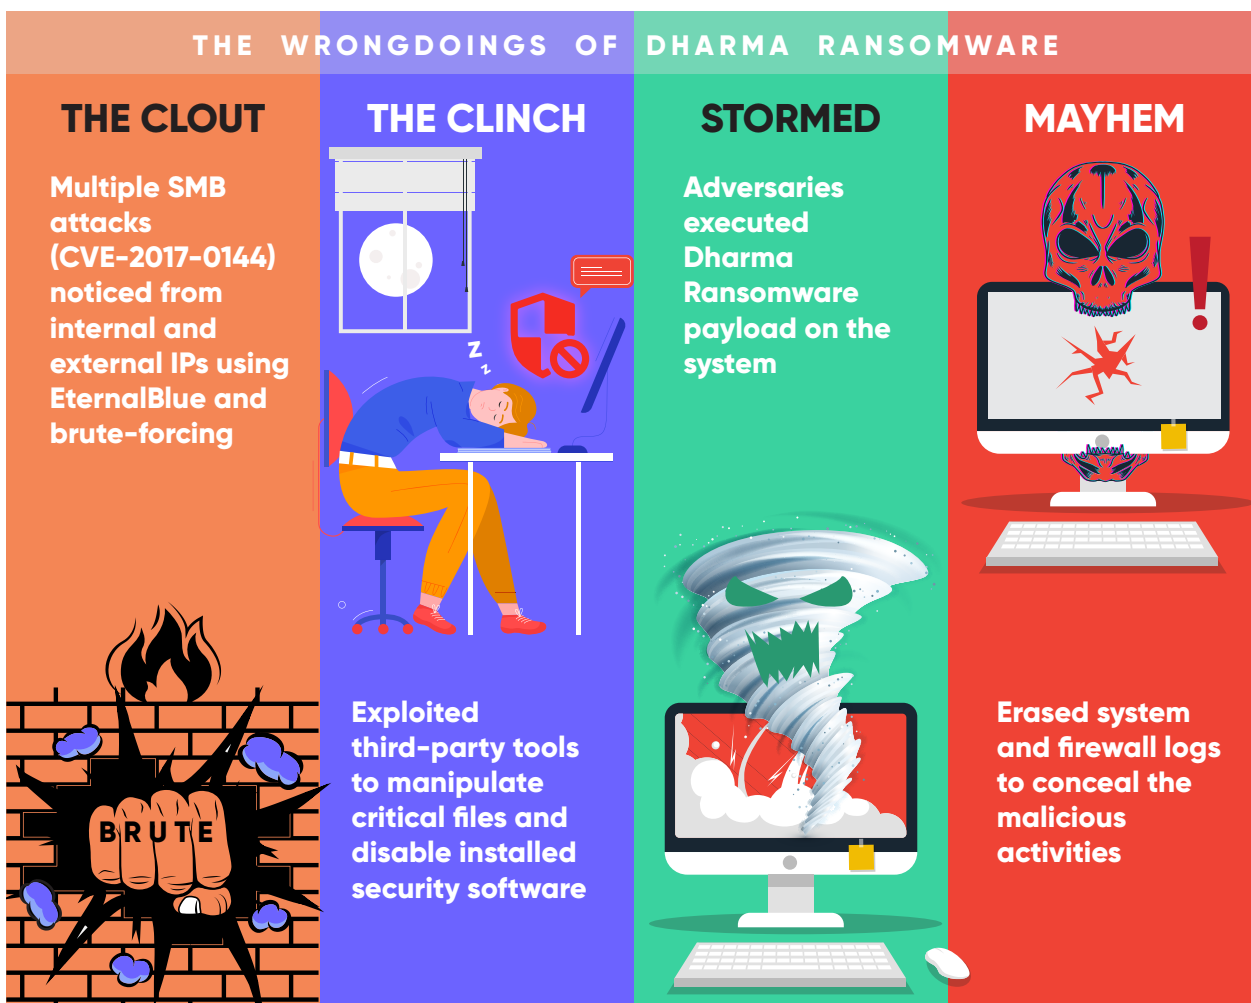 THE WRONGDOINGS OF DHARMA RANSOMWARE
THE CLOUT
Multiple SMB
attacks
(CVE-2017-0144)
noticed from
internal and
external IPs using
EternalBlue and
brute-forcing
BRUTE
THE CLINCH
Z
z
Exploited
third-party tools
to manipulate
critical files and
disable installed
security software
STORMED
Adversaries
executed
Dharma
Ransomware
payload on the
system
MAYHEM
!
Erased system
and firewall logs
to conceal the
malicious
activities